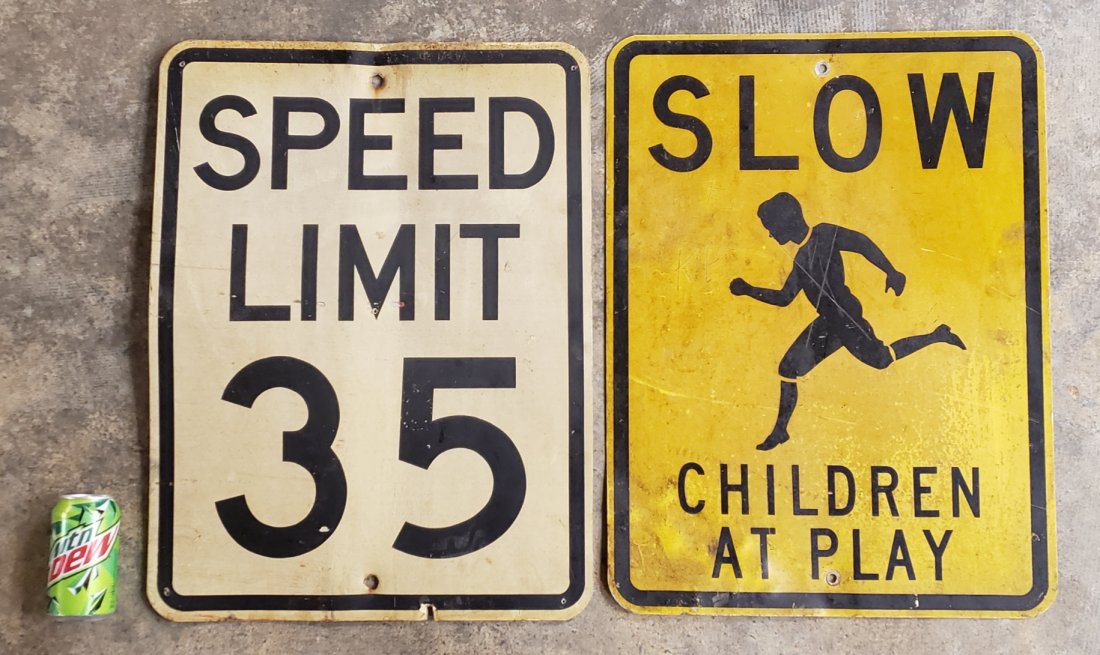 SPEED
LIMIT
35
SLOW
CHILDREN
AT PLAY
Mtn
Dew